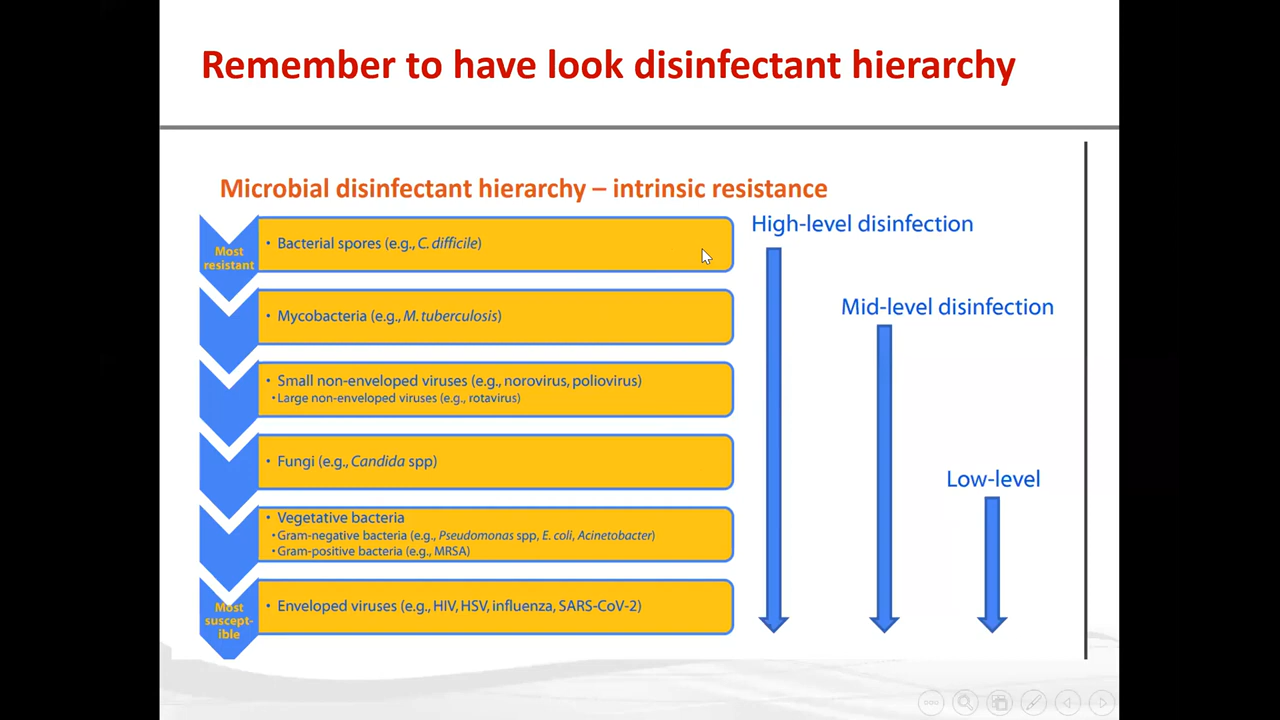 Remember to have look disinfectant hierarchy
Microbial disinfectant hierarchy – intrinsic resistance
Most
resistant
• Bacterial spores (e.g., C. difficile)
• Mycobacteria (e.g., M. tuberculosis)
• Small non-enveloped viruses (e.g., norovirus, poliovirus)
• Large non-enveloped viruses (e.g., rotavirus)
• Fungi (e.g., Candida spp)
• Vegetative bacteria
• Gram-negative bacteria (e.g., Pseudomonas spp, E. coli, Acinetobacter)
• Gram-positive bacteria (e.g., MRSA)
Most
suscept-
ible
• Enveloped viruses (e.g., HIV, HSV, influenza, SARS-CoV-2)
High-level disinfection
Mid-level disinfection
Low-level